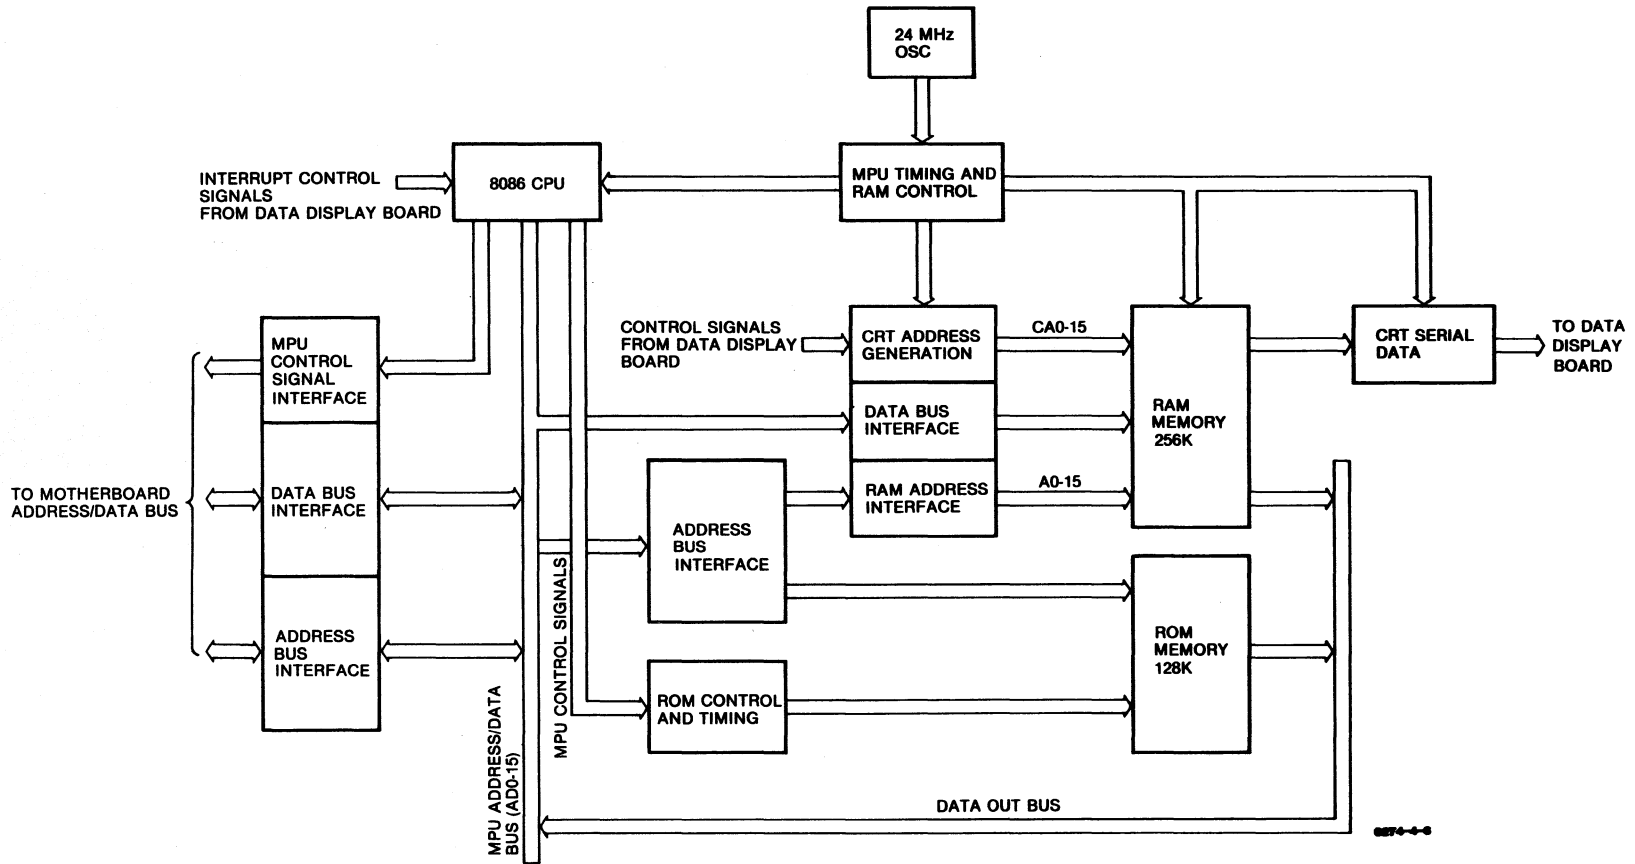 24 MHz
OSC
INTERRUPT CONTROL
SIGNALS
FROM DATA DISPLAY BOARD
8086 CPU
MPU TIMING AND
RAM CONTROL
MPU
CONTROL
SIGNAL
INTERFACE
CONTROL SIGNALS
FROM DATA DISPLAY
BOARD
CRT ADDRESS
GENERATION
CA0-15
CRT SERIAL
DATA
TO DATA
DISPLAY
BOARD
DATA BUS
INTERFACE
RAM
MEMORY
256K
TO MOTHERBOARD
ADDRESS/DATA BUS
DATA BUS
INTERFACE
RAM ADDRESS
INTERFACE
A0-15
ADDRESS
BUS
INTERFACE
ADDRESS
BUS
INTERFACE
ROM
MEMORY
128K
MPU CONTROL SIGNALS
ROM CONTROL
AND TIMING
MPU ADDRESS/DATA
BUS (AD0-15)
DATA OUT BUS